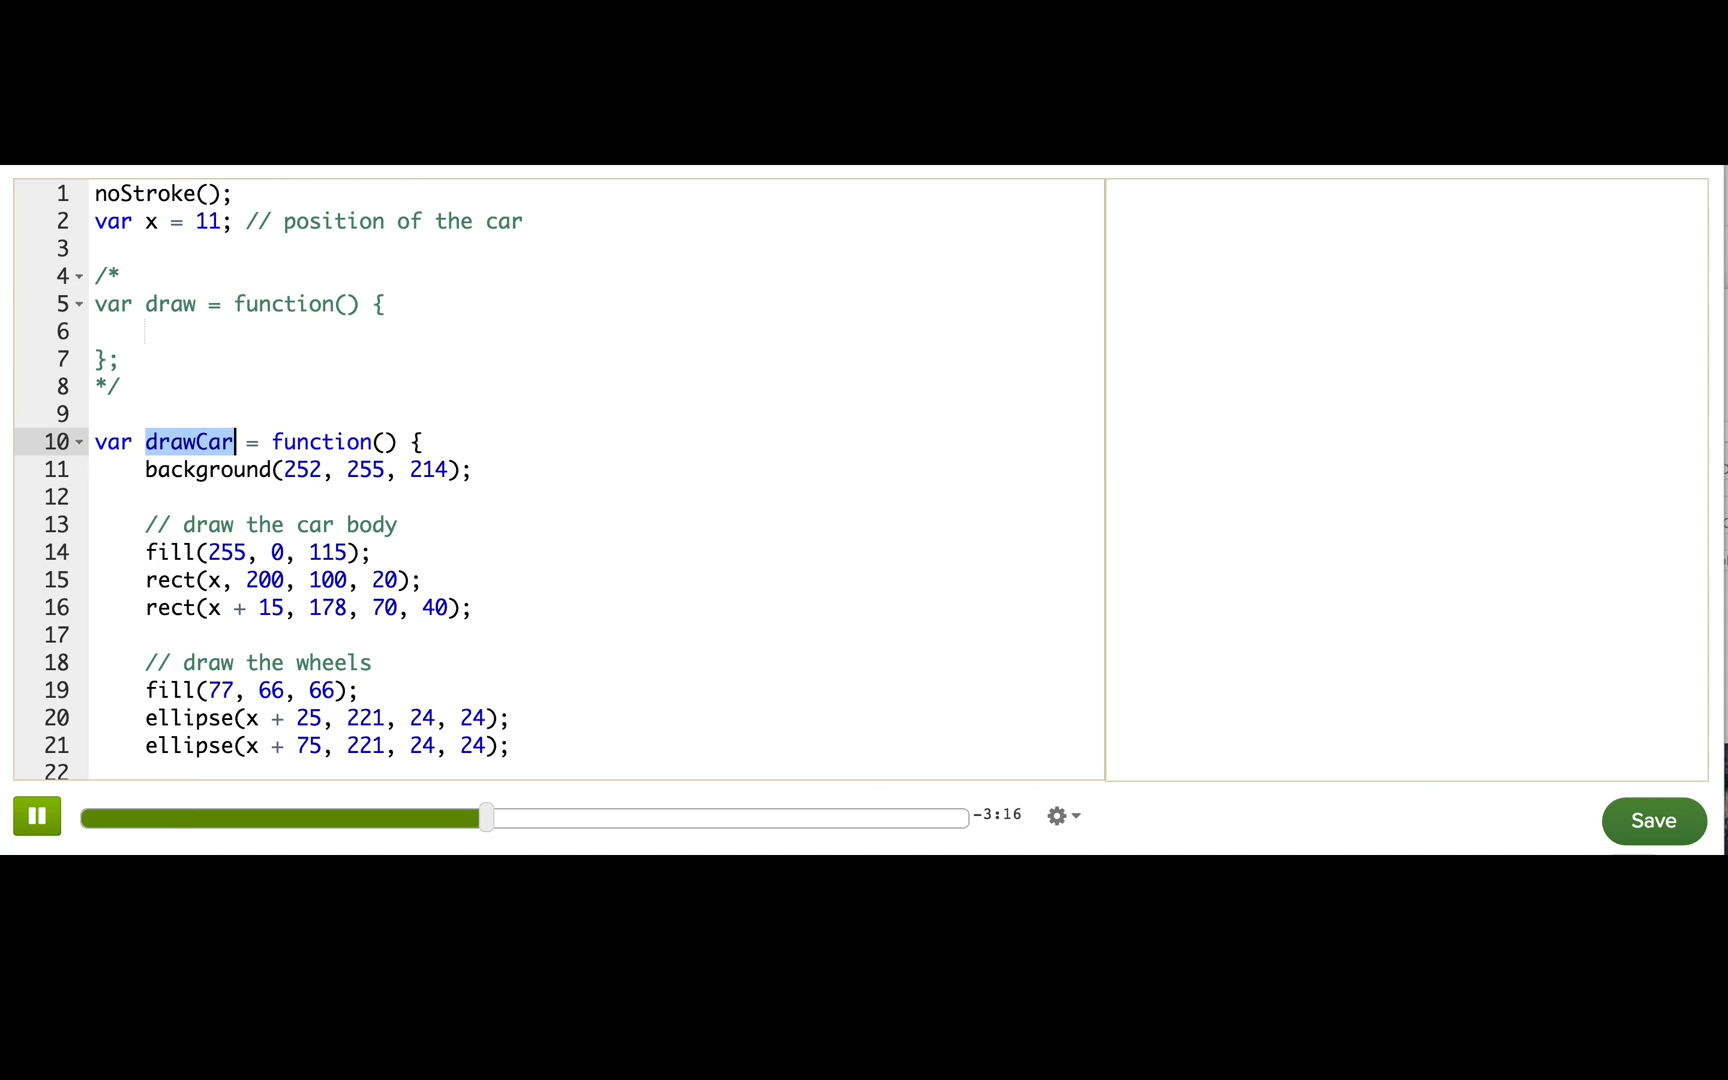 1 noStroke();
2 var x = 11; // position of the car
3
4 /*
5 var draw = function() {
6
7 };
8 */
9
10 var drawCar = function() {
11 background(252, 255, 214);
12
13 // draw the car body
14 fill(255, 0, 115);
15 rect(x, 200, 100, 20);
16 rect(x + 15, 178, 70, 40);
17
18 // draw the wheels
19 fill(77, 66, 66);
20 ellipse(x + 25, 221, 24, 24);
21 ellipse(x + 75, 221, 24, 24);
22
-3:16
Save